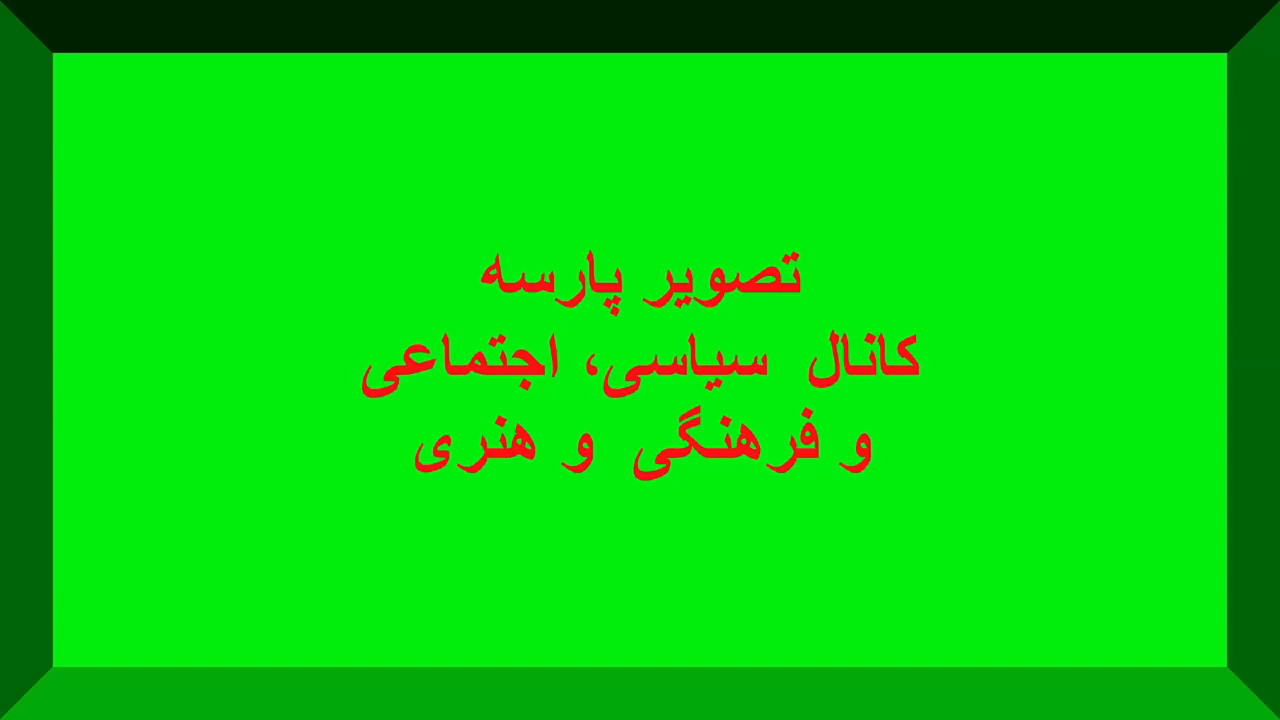 تصویر پارسه
کانال سیاسی، اجتماعی
و فرهنگی و هنری